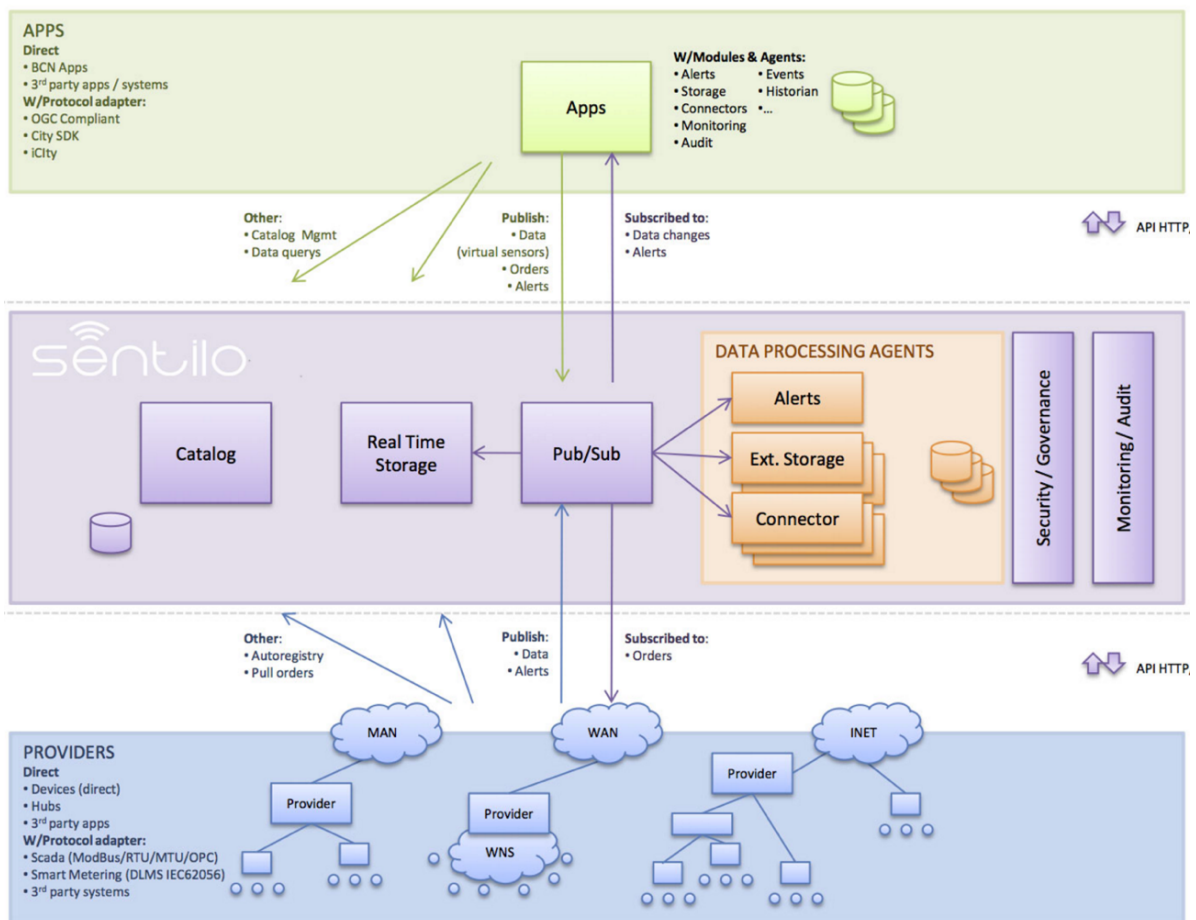 APPS
Direct
• BCN Apps
• 3rd party apps / systems
W/Protocol adapter:
• OGC Compliant
• City SDK
• iCIty
Apps
W/Modules & Agents:
• Alerts
• Storage
• Connectors
• Monitoring
• Audit
• Events
• Historian
•...
Other:
• Catalog Mgmt
• Data querys
Publish:
• Data
(virtual sensors)
• Orders
• Alerts
Subscribed to:
• Data changes
• Alerts
API HTTP,
sentilo
Catalog
Real Time
Storage
Pub/Sub
DATA PROCESSING AGENTS
Alerts
Ext. Storage
Connector
Security / Governance
Monitoring / Audit
Other:
• Autoregistry
• Pull orders
Publish:
• Data
• Alerts
Subscribed to:
• Orders
API HTTP,
MAN
WAN
INET
PROVIDERS
Direct
• Devices (direct)
• Hubs
• 3rd party apps
W/Protocol adapter:
• Scada (ModBus/RTU/MTU/OPC)
• Smart Metering (DLMS IEC62056)
• 3rd party systems
Provider
Provider
WNS
Provider